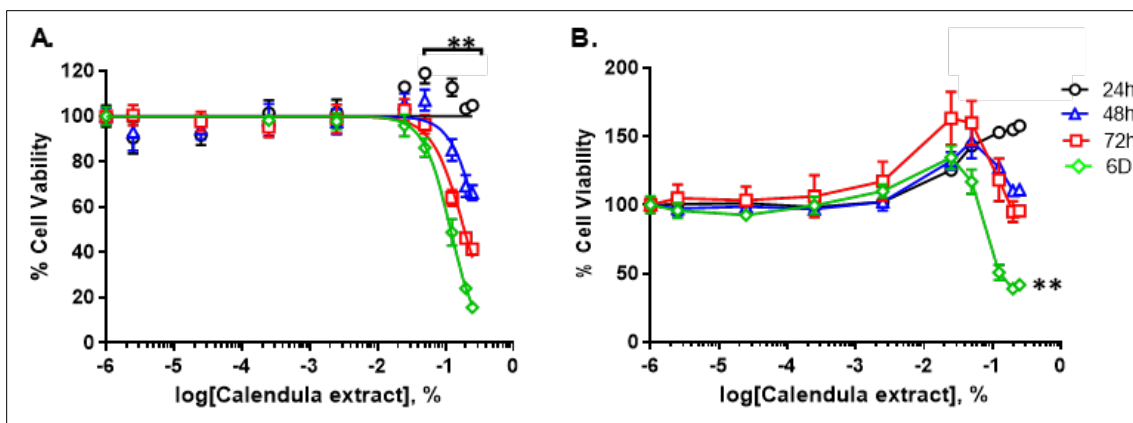 A.
**
120
100
80
60
40
20
0
% Cell Viability
-6 -5 -4 -3 -2 -1 0
log[Calendula extract], %
B.
200
150
100
50
0
% Cell Viability
**
-6 -5 -4 -3 -2 -1 0
log[Calendula extract], %
24h
48h
72h
6D